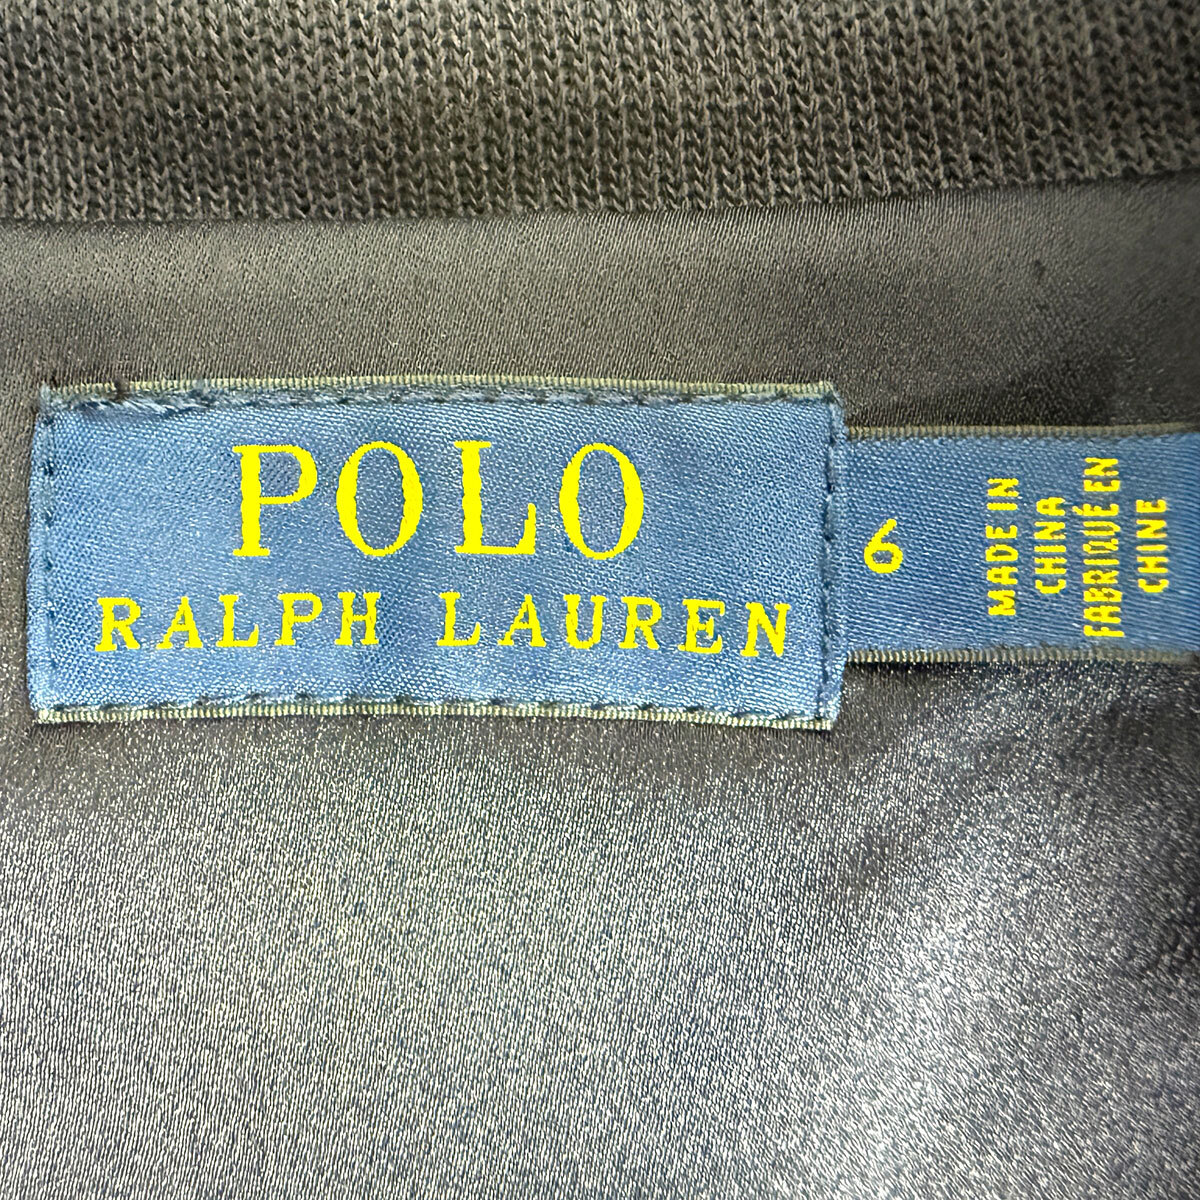 POLO
RALPH LAUREN
6
MADE IN
CHINA
FABRIQUÉ EN
CHINE